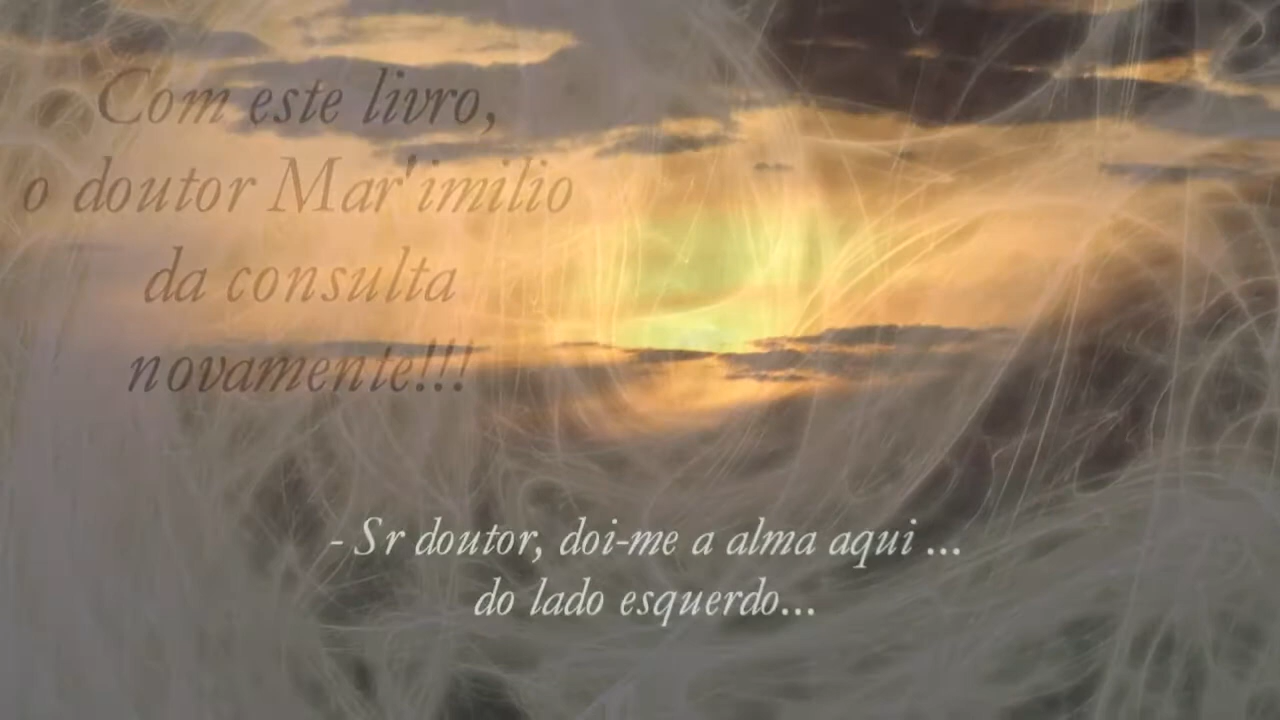 Com este livro,
o doutor Mar'imilio
da consulta
novamente!!!
- Sr doutor, doi-me a alma aqui ...
do lado esquerdo...